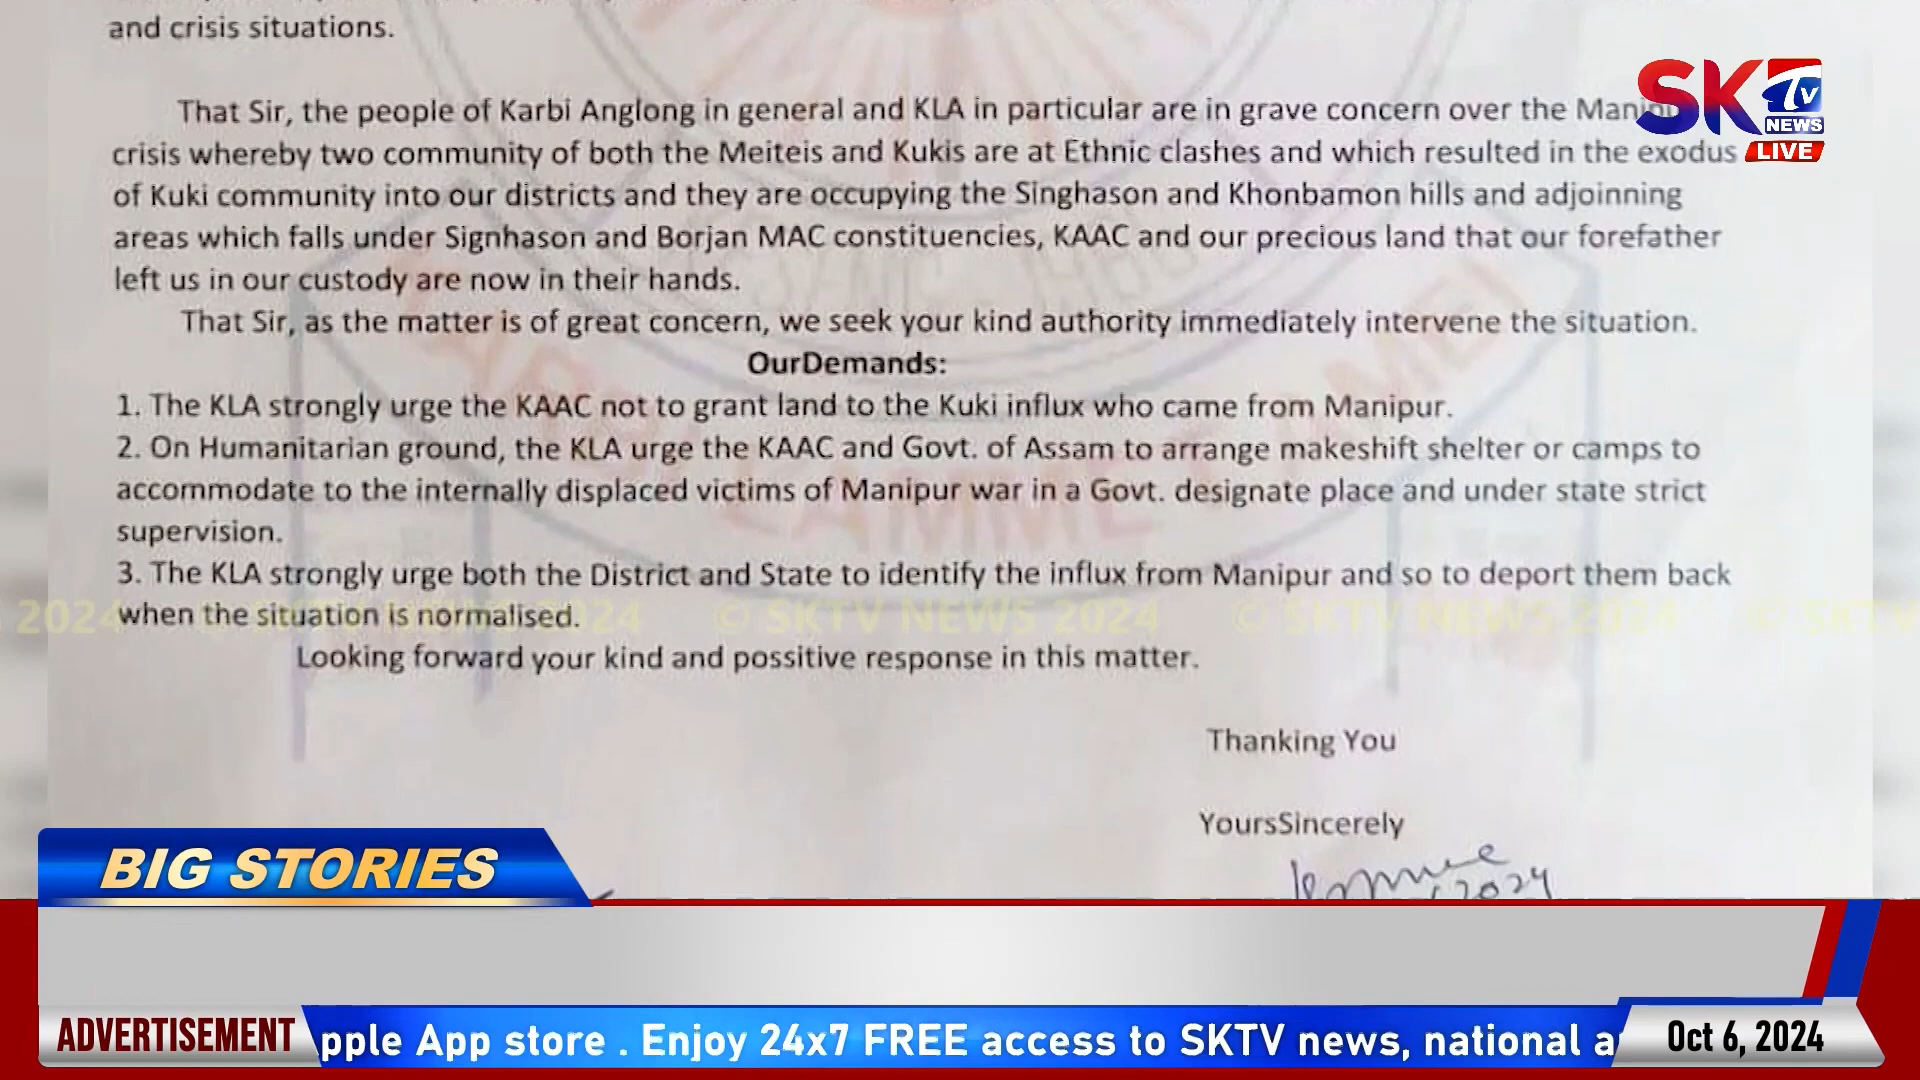 and crisis situations.
That Sir, the people of Karbi Anglong in general and KLA in particular are in grave concern over the Manipur
crisis whereby two community of both the Meiteis and Kukis are at Ethnic clashes and which resulted in the exodus
of Kuki community into our districts and they are occupying the Singhason and Khonbamon hills and adjoinning
areas which falls under Signhason and Borjan MAC constituencies, KAAC and our precious land that our forefather
left us in our custody are now in their hands.
That Sir, as the matter is of great concern, we seek your kind authority immediately intervene the situation.
OurDemands:
1. The KLA strongly urge the KAAC not to grant land to the Kuki influx who came from Manipur.
2. On Humanitarian ground, the KLA urge the KAAC and Govt. of Assam to arrange makeshift shelter or camps to
accommodate to the internally displaced victims of Manipur war in a Govt. designate place and under state strict
supervision.
3. The KLA strongly urge both the District and State to identify the influx from Manipur and so to deport them back
when the situation is normalised.
Looking forward your kind and possitive response in this matter.
Thanking You
YoursSincerely
2024
SK TV NEWS
LIVE
2024 © SKTV NEWS 2024 © SKTV NEWS 2024 © SKTV NEWS 2024 © SKTV
BIG STORIES
ADVERTISEMENT
pple App store . Enjoy 24x7 FREE access to SKTV news, national a
Oct 6, 2024